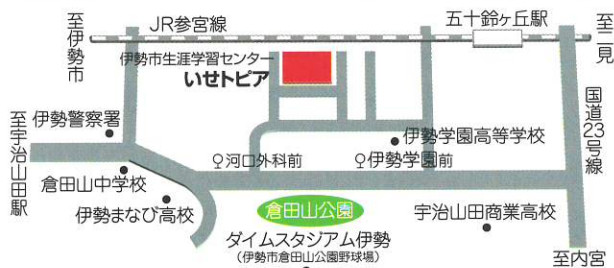 JR参宮線
五十鈴ヶ丘駅
至伊勢市
至二見
伊勢市生涯学習センター
いせトピア
国道23号線
伊勢警察署
伊勢学園高等学校
至宇治山田駅
河口外科前
伊勢学園前
倉田山中学校
伊勢まなび高校
倉田山公園
宇治山田商業高校
ダイムスタジアム伊勢
(伊勢市倉田山公園野球場)
至内宮